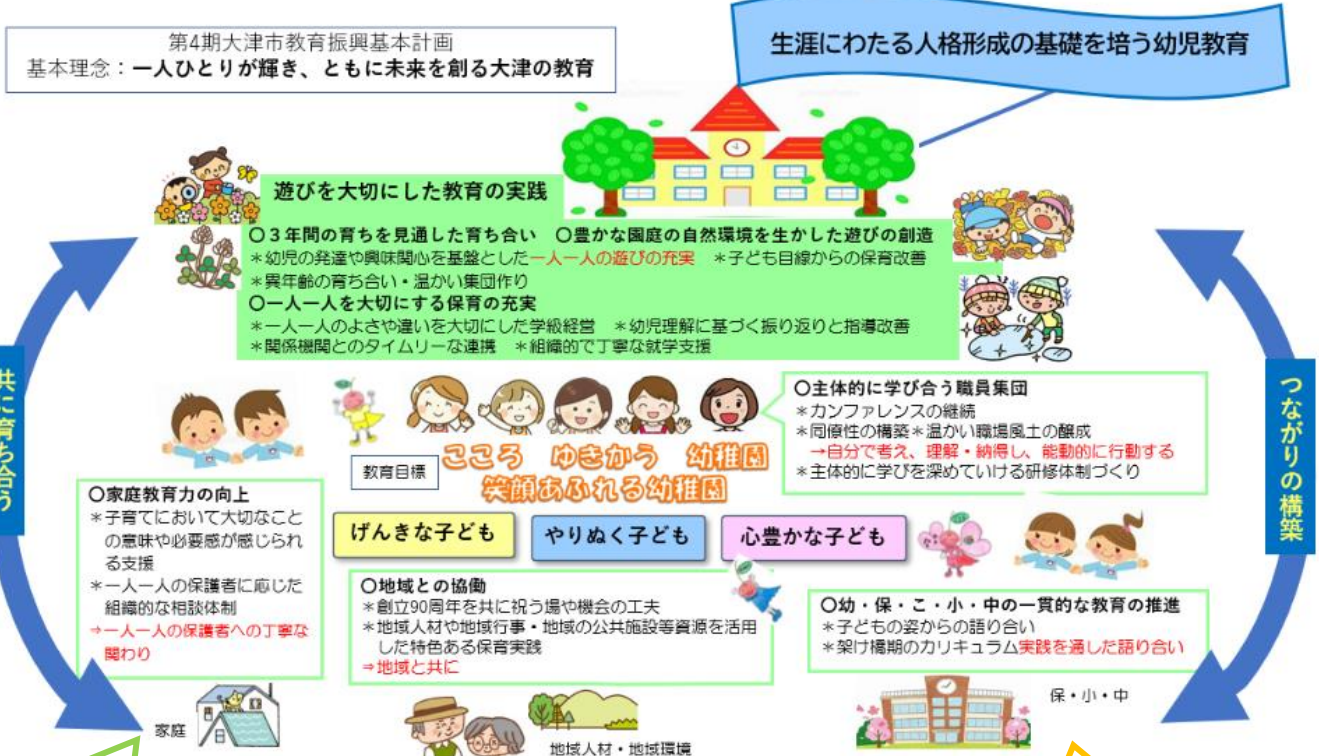 第4期大津市教育振興基本計画
基本理念：一人ひとりが輝き、ともに未来を創る大津の教育
生涯にわたる人格形成の基礎を培う幼児教育
遊びを大切にした教育の実践
○３年間の育ちを見通した育ち合い　○豊かな園庭の自然環境を生かした遊びの創造
＊幼児の発達や興味関心を基盤とした一人一人の遊びの充実　＊子ども目線からの保育改善
＊異年齢の育ち合い・温かい集団作り
○一人一人を大切にする保育の充実
＊一人一人のよさや違いを大切にした学級経営　＊幼児理解に基づく振り返りと指導改善
＊関係機関とのタイムリーな連携　＊組織的で丁寧な就学支援
共に育ち合う
つながりの構築
○主体的に学び合う職員集団
＊カンファレンスの継続
＊同僚性の構築＊温かい職場風土の醸成
→自分で考え、理解・納得し、能動的に行動する
＊主体的に学びを深めていける研修体制づくり
教育目標
こころ　ゆきかう　幼稚園
笑顔あふれる幼稚園
げんきな子ども
やりぬく子ども
心豊かな子ども
○家庭教育力の向上
＊子育てにおいて大切なこと
の意味や必要感が感じられ
る支援
＊一人一人の保護者に応じた
組織的な相談体制
⇒一人一人の保護者への丁寧な
関わり
○地域との協働
＊創立90周年を共に祝う場や機会の工夫
＊地域人材や地域行事・地域の公共施設等資源を活用
した特色ある保育実践
⇒地域と共に
○幼・保・こ・小・中の一貫的な教育の推進
＊子どもの姿からの語り合い
＊架け橋期のカリキュラム実践を通した語り合い
家庭
地域人材・地域環境
保・小・中